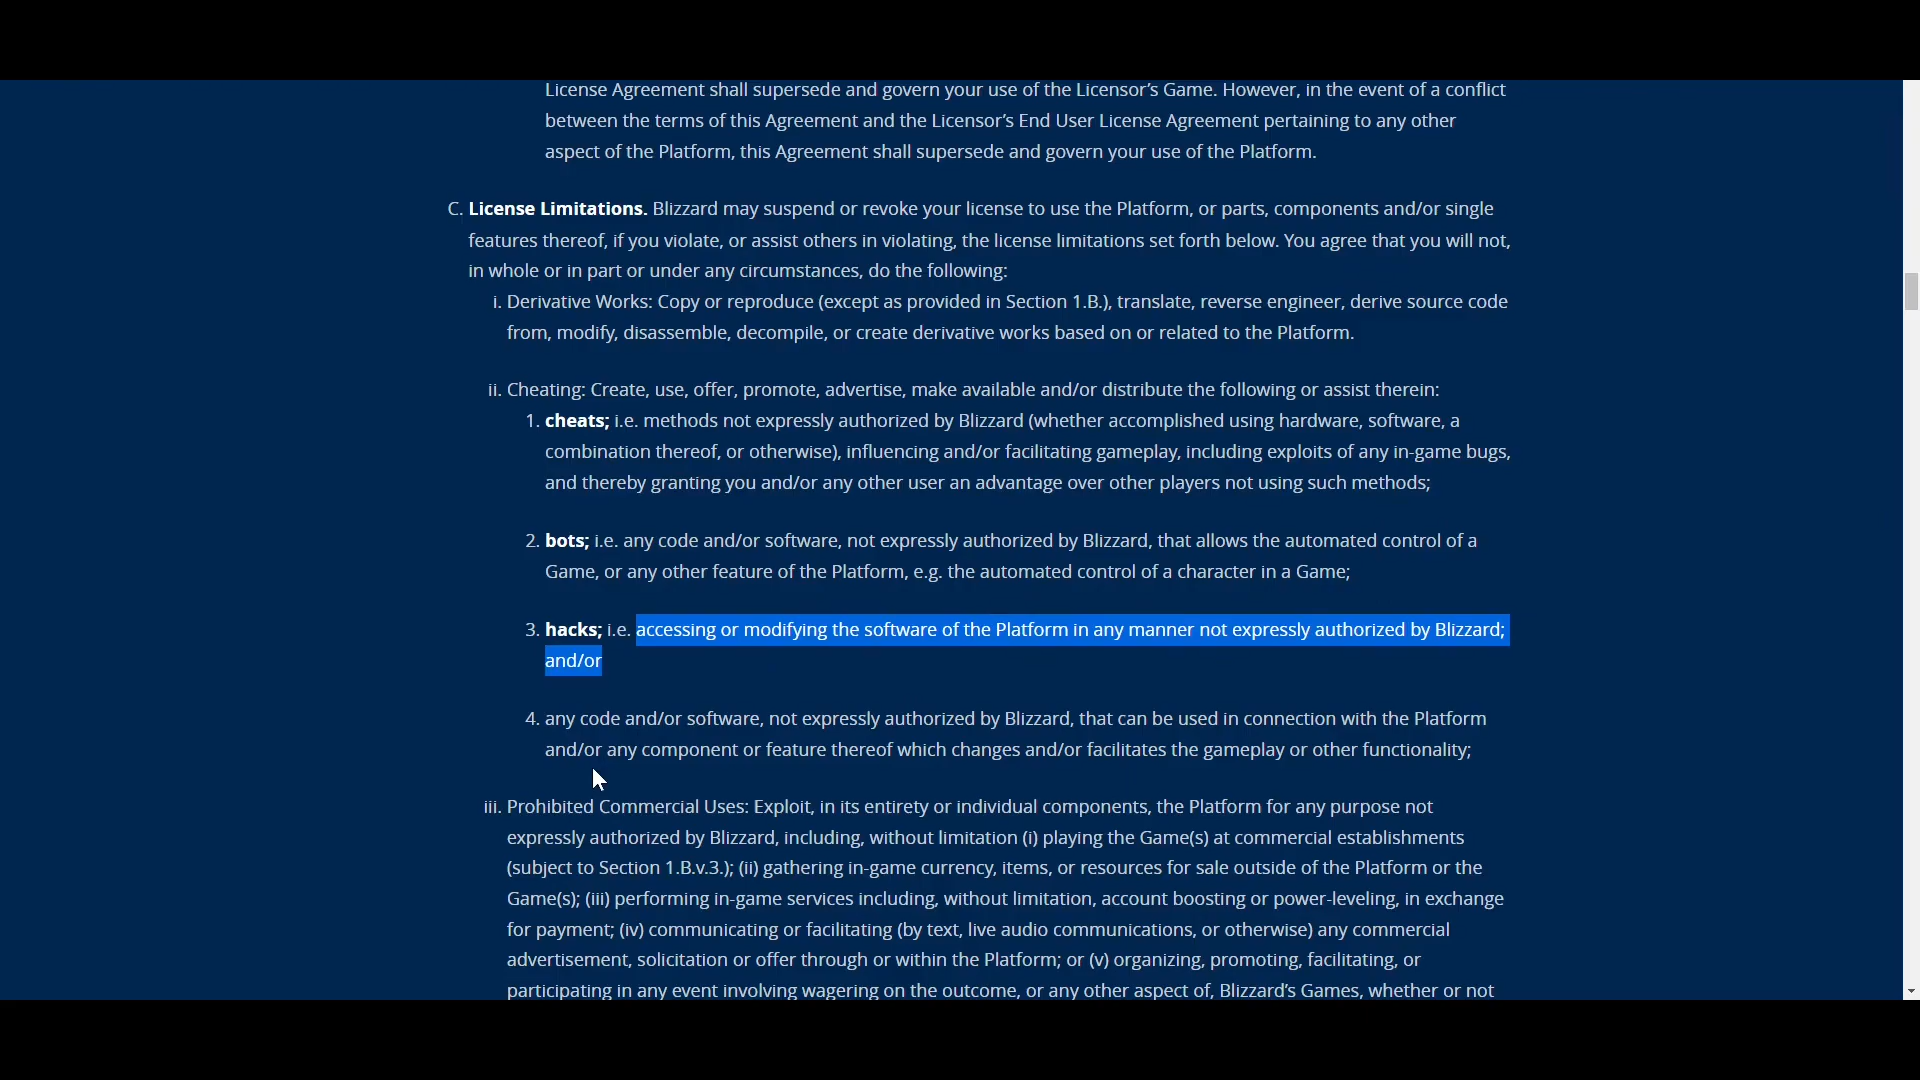 License Agreement shall supersede and govern your use of the Licensor’s Game. However, in the event of a conflict
between the terms of this Agreement and the Licensor’s End User License Agreement pertaining to any other
aspect of the Platform, this Agreement shall supersede and govern your use of the Platform.
C. License Limitations. Blizzard may suspend or revoke your license to use the Platform, or parts, components and/or single
features thereof, if you violate, or assist others in violating, the license limitations set forth below. You agree that you will not,
in whole or in part or under any circumstances, do the following:
i. Derivative Works: Copy or reproduce (except as provided in Section 1.B.), translate, reverse engineer, derive source code
from, modify, disassemble, decompile, or create derivative works based on or related to the Platform.
ii. Cheating: Create, use, offer, promote, advertise, make available and/or distribute the following or assist therein:
1. cheats; i.e. methods not expressly authorized by Blizzard (whether accomplished using hardware, software, a
combination thereof, or otherwise), influencing and/or facilitating gameplay, including exploits of any in-game bugs,
and thereby granting you and/or any other user an advantage over other players not using such methods;
2. bots; i.e. any code and/or software, not expressly authorized by Blizzard, that allows the automated control of a
Game, or any other feature of the Platform, e.g. the automated control of a character in a Game;
3. hacks; i.e. accessing or modifying the software of the Platform in any manner not expressly authorized by Blizzard;
and/or
4. any code and/or software, not expressly authorized by Blizzard, that can be used in connection with the Platform
and/or any component or feature thereof which changes and/or facilitates the gameplay or other functionality;
iii. Prohibited Commercial Uses: Exploit, in its entirety or individual components, the Platform for any purpose not
expressly authorized by Blizzard, including, without limitation (i) playing the Game(s) at commercial establishments
(subject to Section 1.B.v.3.); (ii) gathering in-game currency, items, or resources for sale outside of the Platform or the
Game(s); (iii) performing in-game services including, without limitation, account boosting or power-leveling, in exchange
for payment; (iv) communicating or facilitating (by text, live audio communications, or otherwise) any commercial
advertisement, solicitation or offer through or within the Platform; or (v) organizing, promoting, facilitating, or
participating in any event involving wagering on the outcome, or any other aspect of, Blizzard’s Games, whether or not